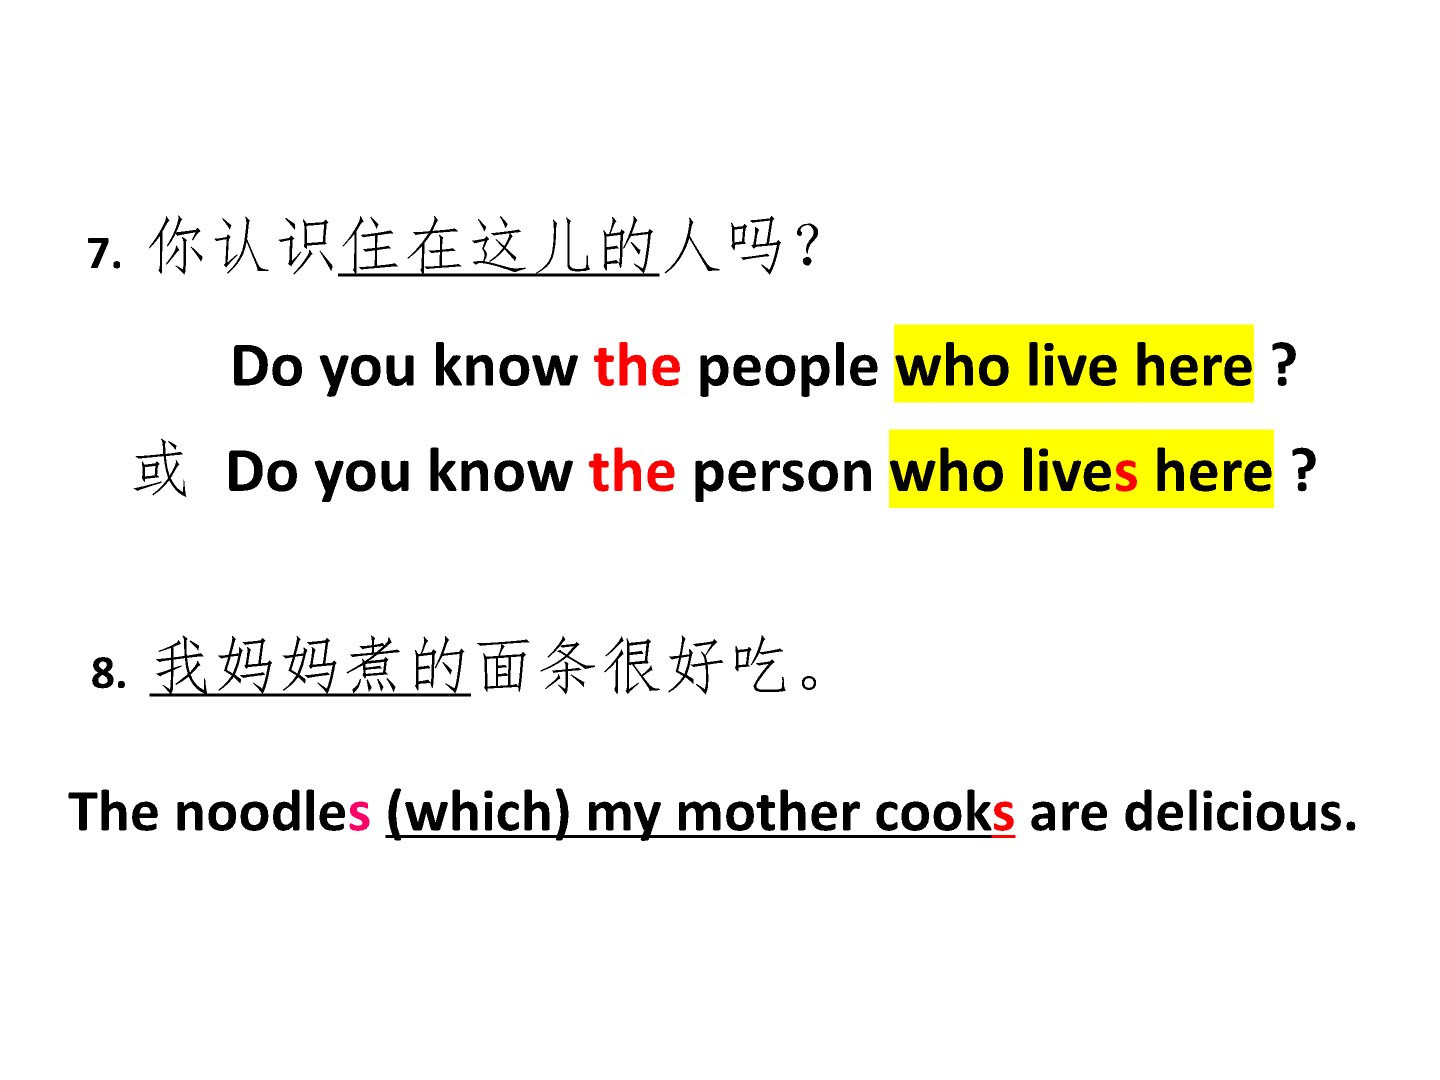 7. 你认识住在这儿的人吗？
Do you know the people who live here ?
或 Do you know the person who lives here ?
8. 我妈妈煮的面条很好吃。
The noodles (which) my mother cooks are delicious.